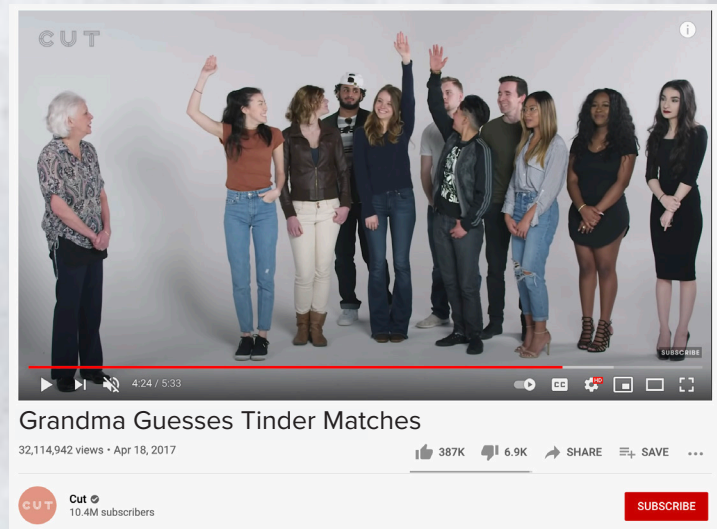 CUT
SUBSCRIBE
4:24 / 5:33
CC
HD
Grandma Guesses Tinder Matches
32,114,942 views • Apr 18, 2017
387K
6.9K
SHARE
SAVE
CUT
Cut
10.4M subscribers
SUBSCRIBE